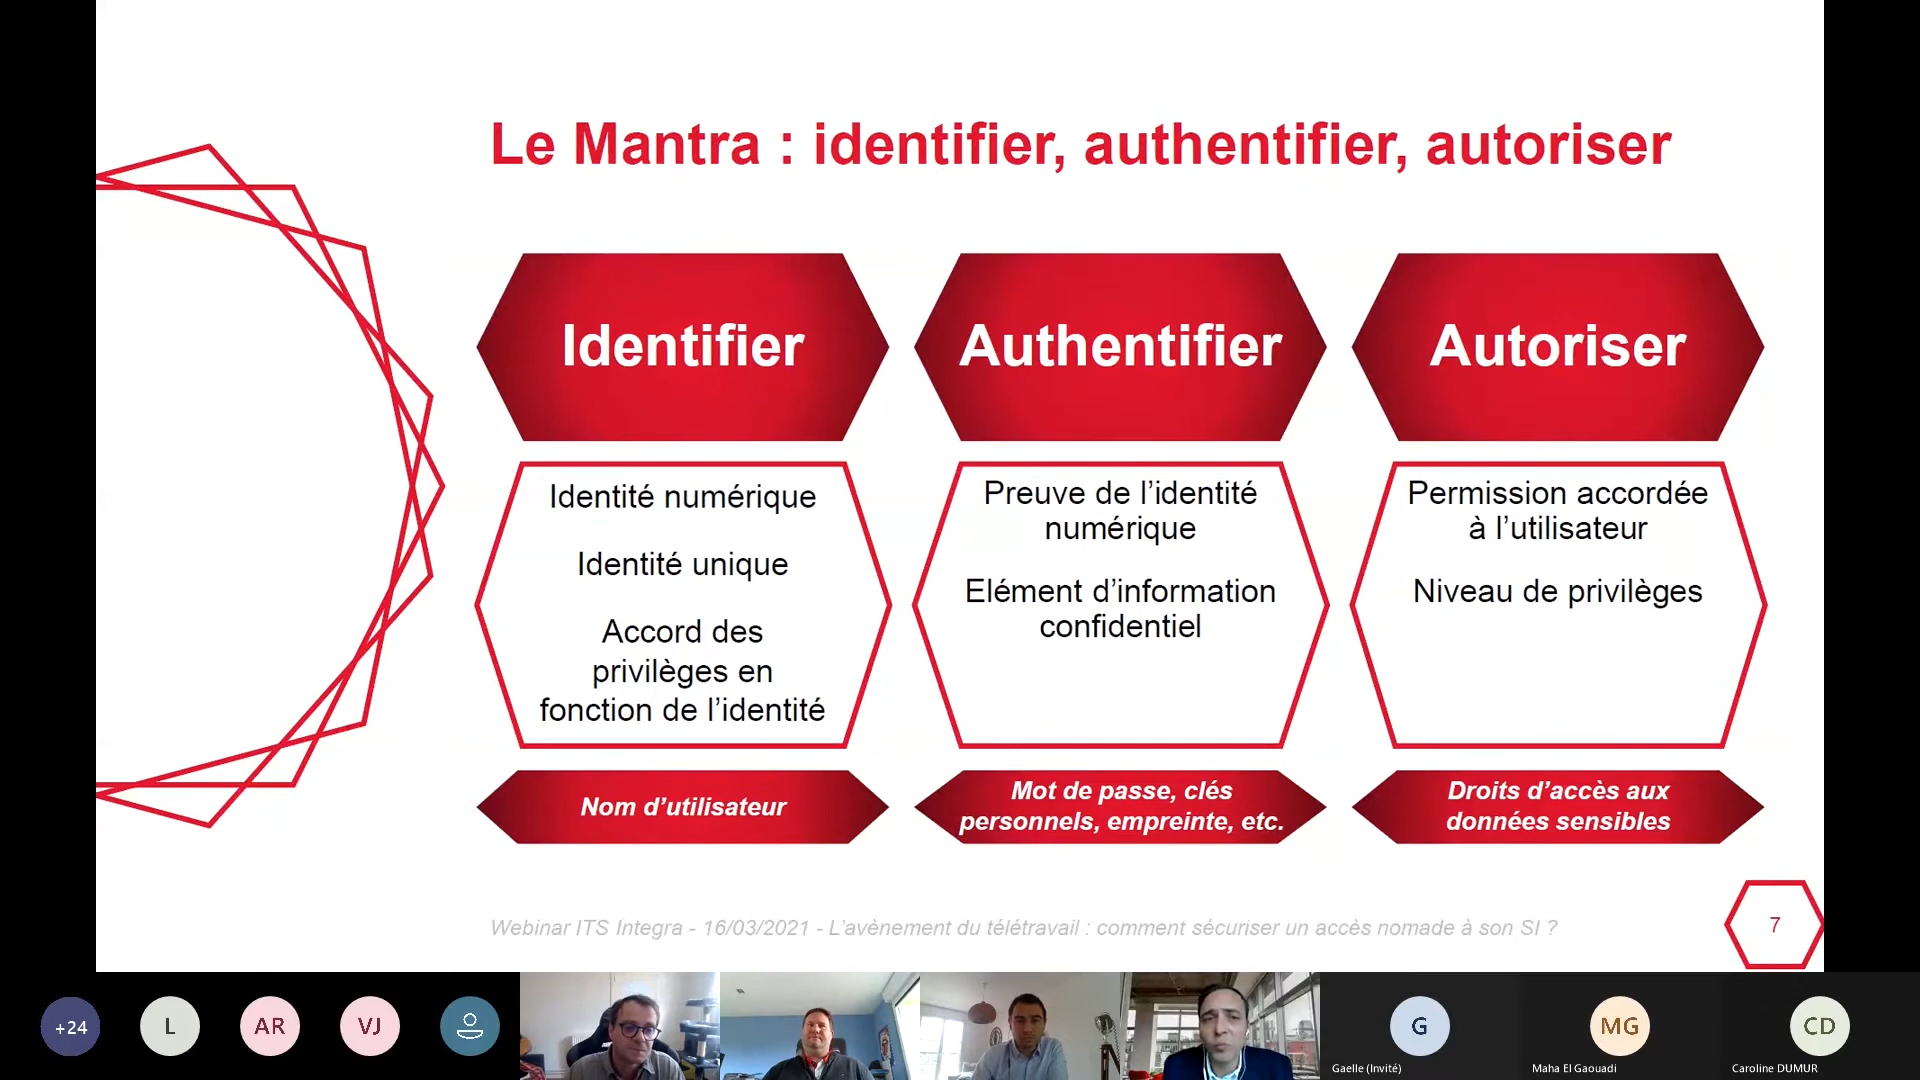 Le Mantra : identifier, authentifier, autoriser
Identifier
Authentifier
Autoriser
Identité numérique
Identité unique
Accord des
privilèges en
fonction de l’identité
Preuve de l’identité
numérique
Elément d’information
confidentiel
Permission accordée
à l’utilisateur
Niveau de privilèges
Nom d’utilisateur
Mot de passe, clés
personnels, empreinte, etc.
Droits d’accès aux
données sensibles
Webinar ITS Integra - 16/03/2021 - L’avènement du télétravail : comment sécuriser un accès nomade à son SI ?
7
+24
L
AR
VJ
G
Gaelle (Invité)
MG
Maha El Gaouadi
CD
Caroline DUMUR